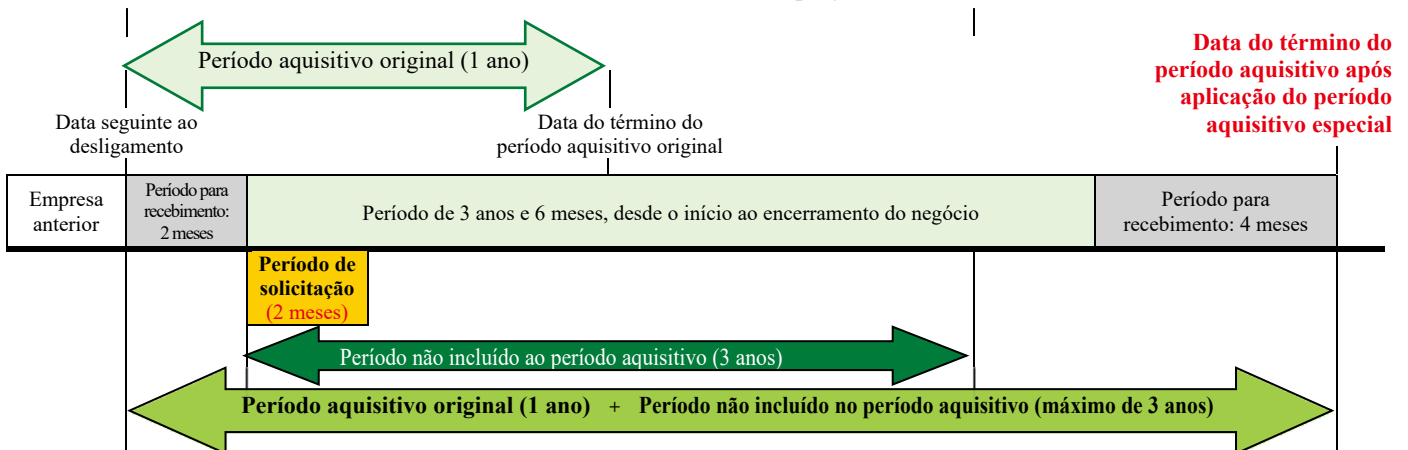 Período aquisitivo original (1 ano)
Data do término do
período aquisitivo após
aplicação do período
aquisitivo especial
Data seguinte ao
desligamento
Data do término do
período aquisitivo original
Empresa
anterior
Período para
recebimento:
2 meses
Período de 3 anos e 6 meses, desde o início ao encerramento do negócio
Período para
recebimento: 4 meses
Período de
solicitação
(2 meses)
Período não incluído ao período aquisitivo (3 anos)
Período aquisitivo original (1 ano) + Período não incluído no período aquisitivo (máximo de 3 anos)